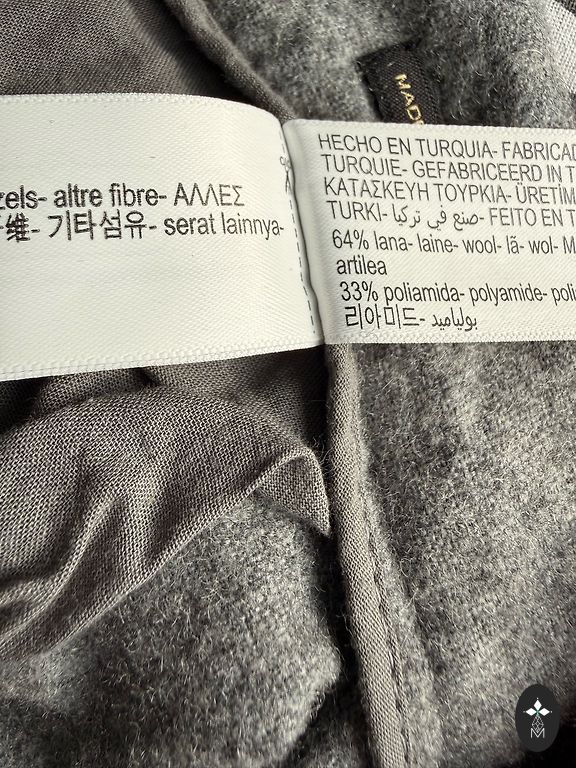 zels- altre fibre- ΑΛΛΕΣ
维- 기타섬유- serat lainnya-
MADE
HECHO EN TURQUIA- FABRICAD
TURQUIE- GEFABRICEERD IN T
ΚΑΤΑΣΚΕΥΗ ΤΟΥΡΚΙΑ- ÜRETİM
TURKI- صنع في تركيا- FEITO EN T
64% lana- laine- wool- lã- wol- M
artilea
33% poliamida- polyamide- poli
리아미드- بولياميد
M